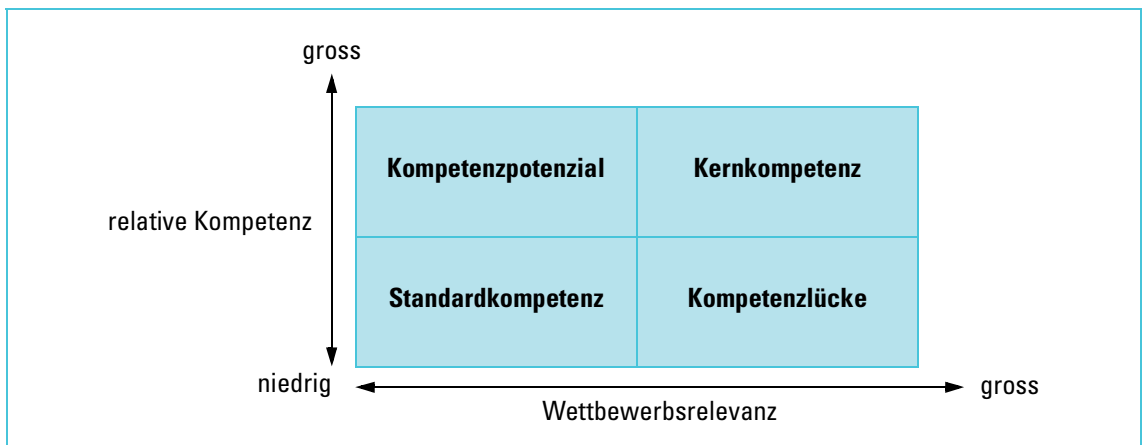 gross
Kompetenzpotenzial
Kernkompetenz
relative Kompetenz
Standardkompetenz
Kompetenzlücke
niedrig
gross
Wettbewerbsrelevanz